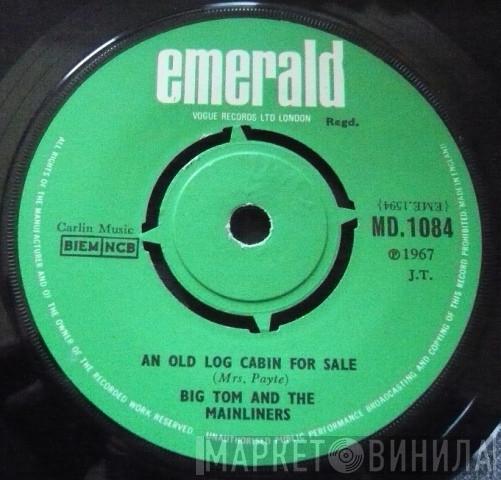 emerald
VOGUE RECORDS LTD LONDON
Regd.
Carlin Music
BIEM NCB
{EME.1594}
MD.1084
℗ 1967
J.T.
AN OLD LOG CABIN FOR SALE
(Mrs. Payte)
BIG TOM AND THE
MAINLINERS
ALL RIGHTS OF THE MANUFACTURER AND OF THE OWNER OF THE RECORDED WORK RESERVED. UNAUTHORISED PUBLIC PERFORMANCE BROADCASTING AND COPYING OF THIS RECORD PROHIBITED. MADE IN ENGLAND
МАРКЕТ ВИНИЛА